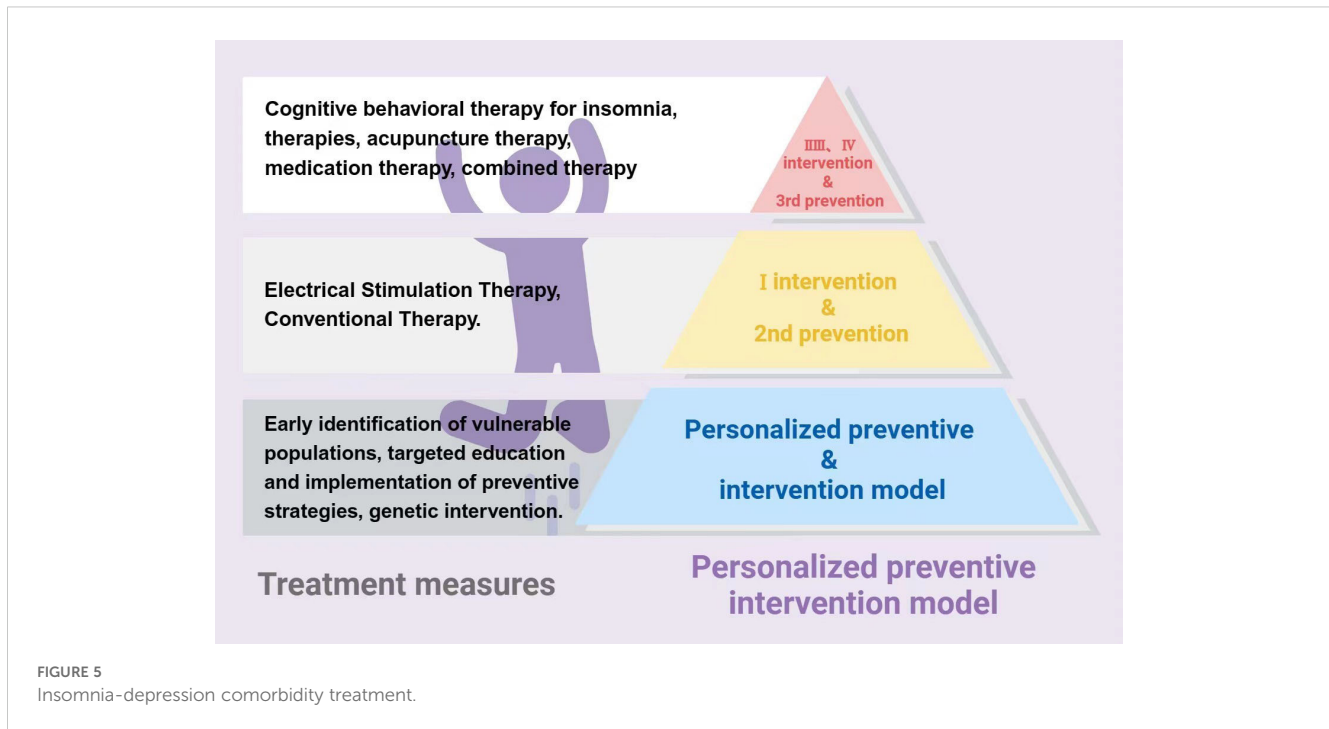 Cognitive behavioral therapy for insomnia,
therapies, acupuncture therapy,
medication therapy, combined therapy
ⅡⅢ、Ⅳ
intervention
&
3rd prevention
Electrical Stimulation Therapy,
Conventional Therapy.
Ⅰ intervention
&
2nd prevention
Early identification of vulnerable
populations, targeted education
and implementation of preventive
strategies, genetic intervention.
Personalized preventive
&
intervention model
Treatment measures
Personalized preventive
intervention model
FIGURE 5
Insomnia-depression comorbidity treatment.